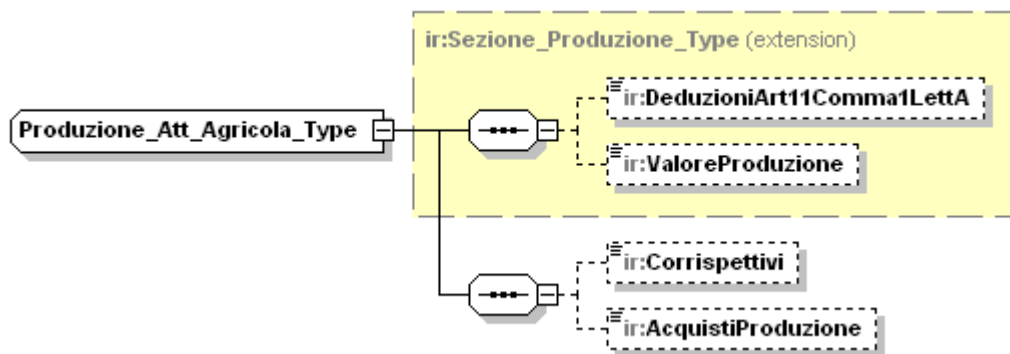 ir:Sezione_Produzione_Type (extension)
ir:DeduzioniArt11Comma1LettA
Produzione_Att_Agricola_Type
ir:ValoreProduzione
ir:Corrispettivi
ir:AcquistiProduzione